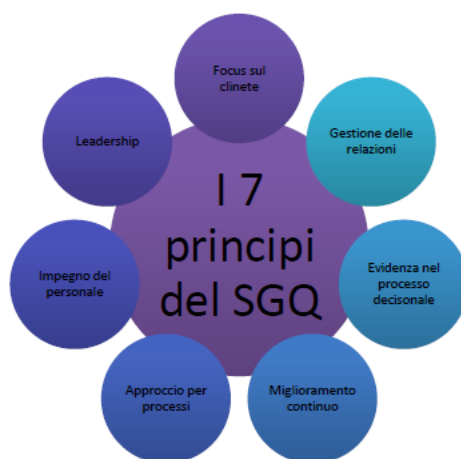 Focus sul
clinete
Gestione delle
relazioni
Leadership
I 7
principi
del SGQ
Evidenza nel
processo
decisonale
Impegno del
personale
Approccio per
processi
Miglioramento
continuo